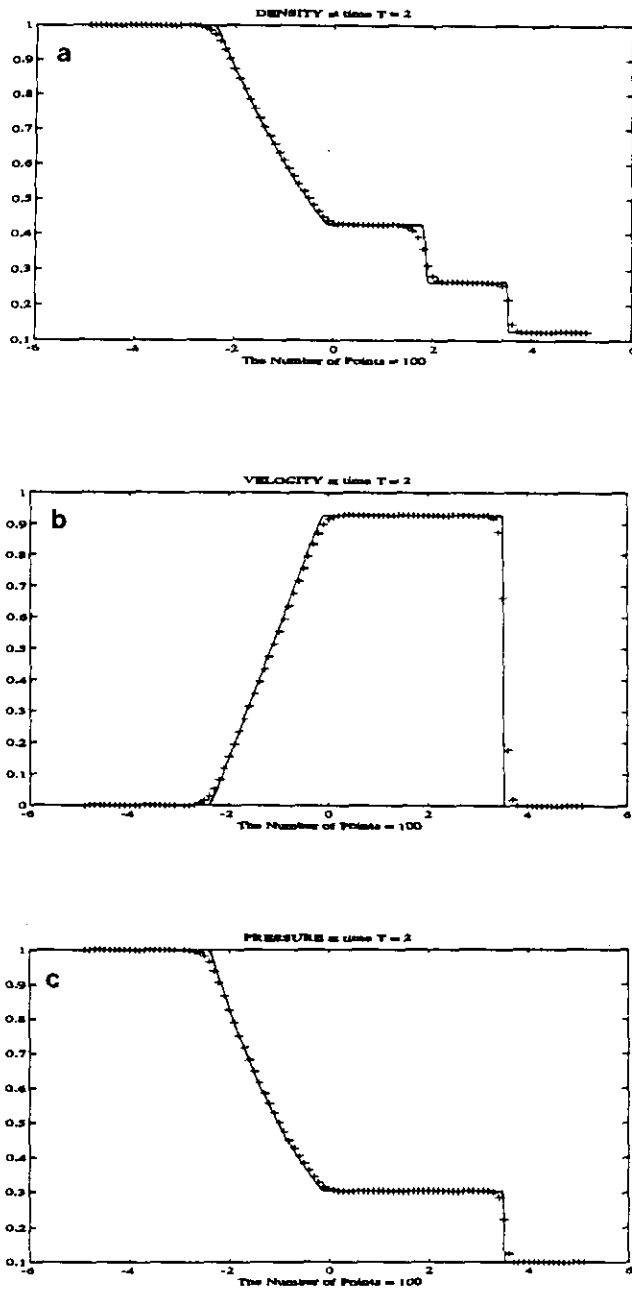 DENSITY at time T = 2
a
1
0.9
0.8
0.7
0.6
0.5
0.4
0.3
0.2
0.1
-6 -4 -2 0 2 4 6
The Number of Points = 100
VELOCITY at time T = 2
b
1
0.9
0.8
0.7
0.6
0.5
0.4
0.3
0.2
0.1
0
-6 -4 -2 0 2 4 6
The Number of Points = 100
PRESSURE at time T = 2
c
1
0.9
0.8
0.7
0.6
0.5
0.4
0.3
0.2
0.1
-6 -4 -2 0 2 4 6
The Number of Points = 100